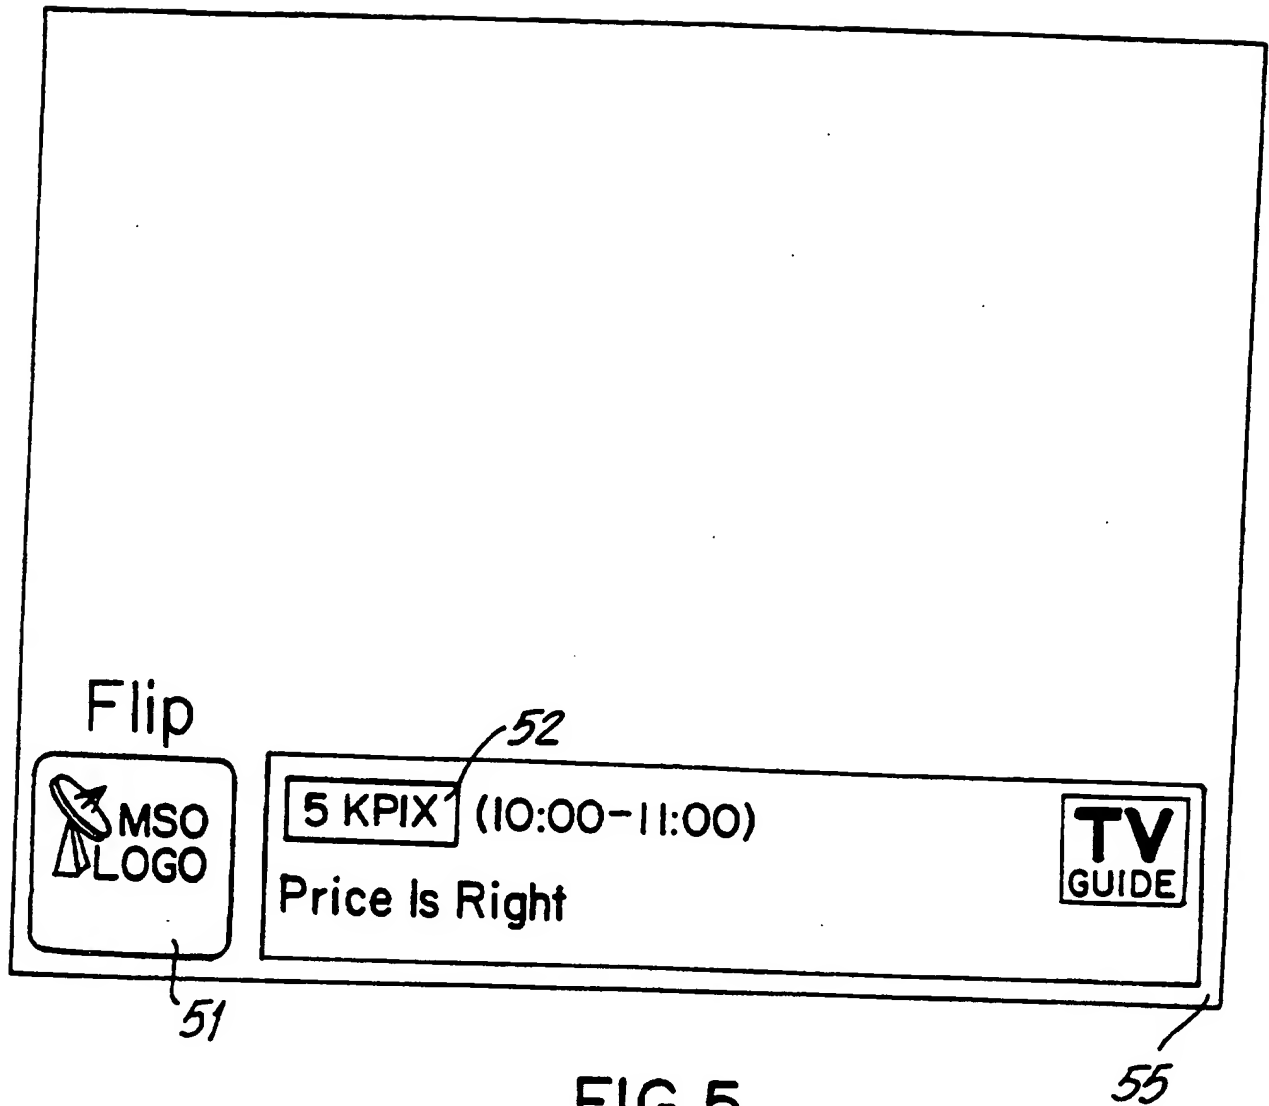 Flip
52
MSO
LOGO
5 KPIX (10:00-11:00)
TV
GUIDE
Price Is Right
51
55
FIG.5